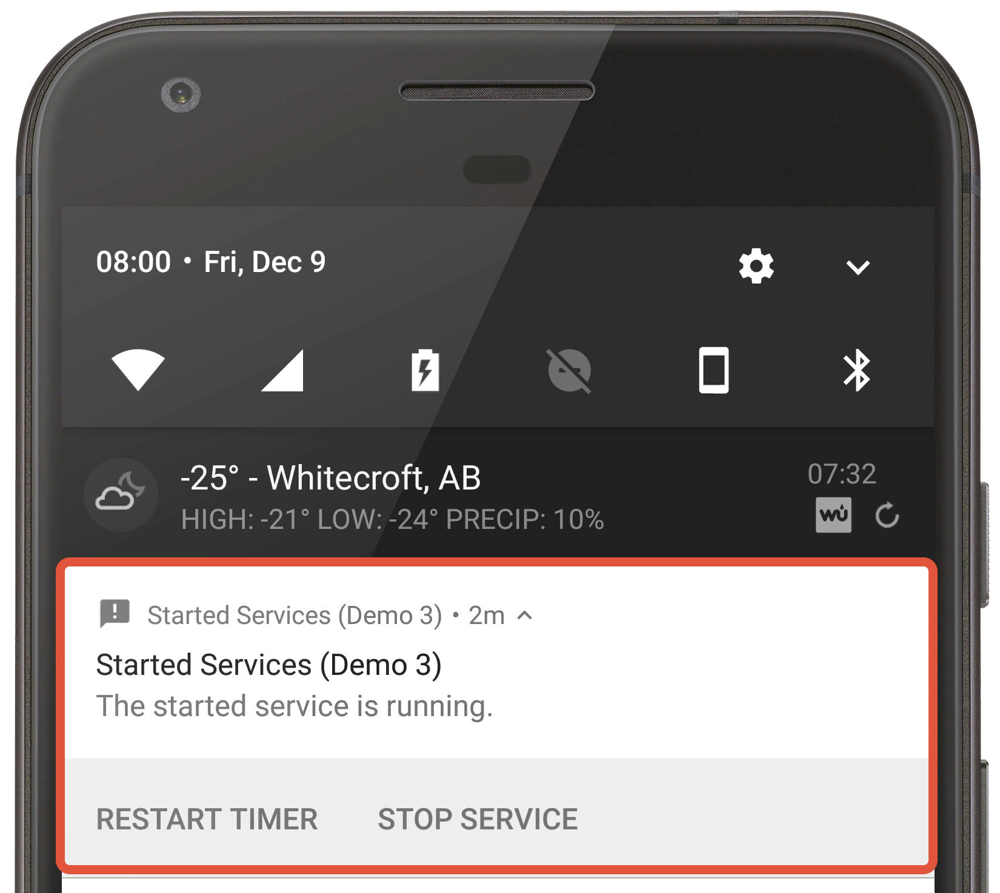 08:00 • Fri, Dec 9
-25° - Whitecroft, AB
07:32
HIGH: -21° LOW: -24° PRECIP: 10%
wu
Started Services (Demo 3) • 2m
Started Services (Demo 3)
The started service is running.
RESTART TIMER
STOP SERVICE